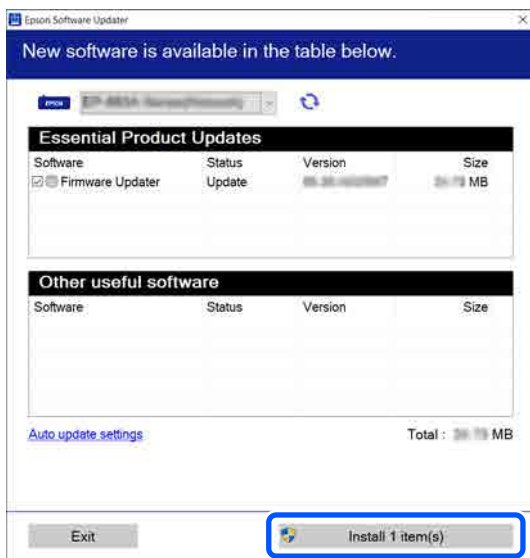 Epson Software Updater
New software is available in the table below.
EPSON
Essential Product Updates
Software Status Version Size
Firmware Updater Update MB
Other useful software
Software Status Version Size
Auto update settings Total : MB
Exit Install 1 item(s)